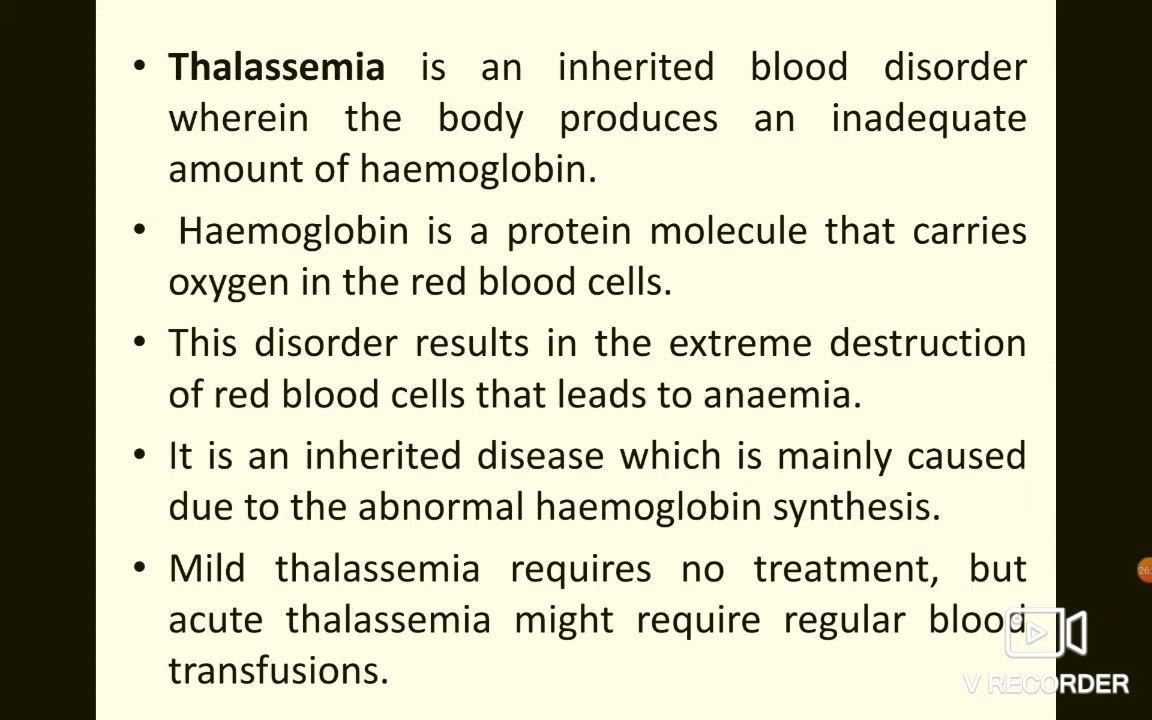 • Thalassemia is an inherited blood disorder
wherein the body produces an inadequate
amount of haemoglobin.
• Haemoglobin is a protein molecule that carries
oxygen in the red blood cells.
• This disorder results in the extreme destruction
of red blood cells that leads to anaemia.
• It is an inherited disease which is mainly caused
due to the abnormal haemoglobin synthesis.
• Mild thalassemia requires no treatment, but
acute thalassemia might require regular blood
transfusions.
V RECORDER